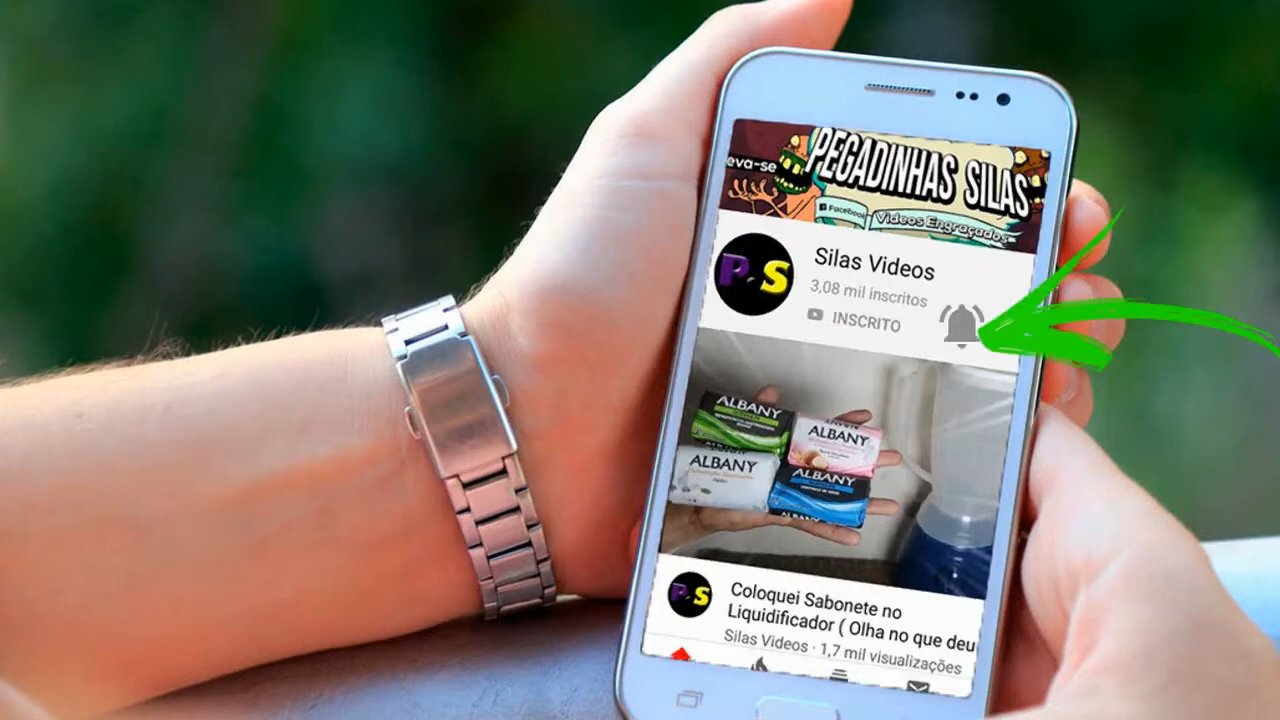 eva-se
PEGADINHAS SILAS
Facebook
Videos Engraçados
P S
Silas Videos
3,08 mil inscritos
INSCRITO
ALBANY
ALBANY
ALBANY
ALBANY
ALBANY
P S
Coloquei Sabonete no
Liquidificador ( Olha no que deu
Silas Videos · 1,7 mil visualizações